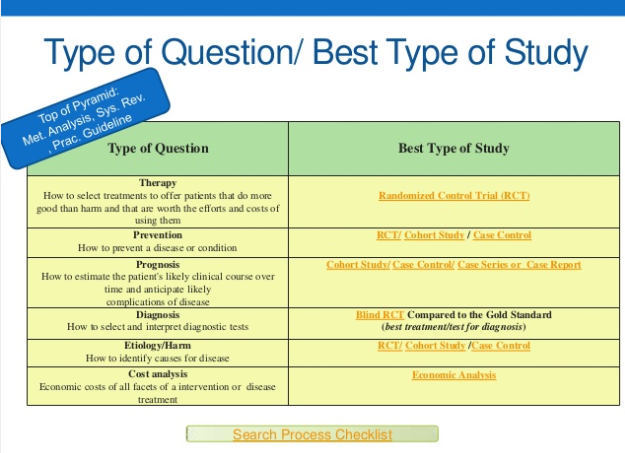 Type of Question/ Best Type of Study
Top of Pyramid:
Met. Analysis, Sys. Rev.
, Prac. Guideline
Type of Question
Best Type of Study
Therapy
How to select treatments to offer patients that do more
good than harm and that are worth the efforts and costs of
using them
Randomized Control Trial (RCT)
Prevention
How to prevent a disease or condition
RCT/ Cohort Study / Case Control
Prognosis
How to estimate the patient's likely clinical course over
time and anticipate likely
complications of disease
Cohort Study/ Case Control/ Case Series or Case Report
Diagnosis
How to select and interpret diagnostic tests
Blind RCT Compared to the Gold Standard
(best treatment/test for diagnosis)
Etiology/Harm
How to identify causes for disease
RCT/ Cohort Study /Case Control
Cost analysis
Economic costs of all facets of a intervention or disease
treatment
Economic Analysis
Search Process Checklist